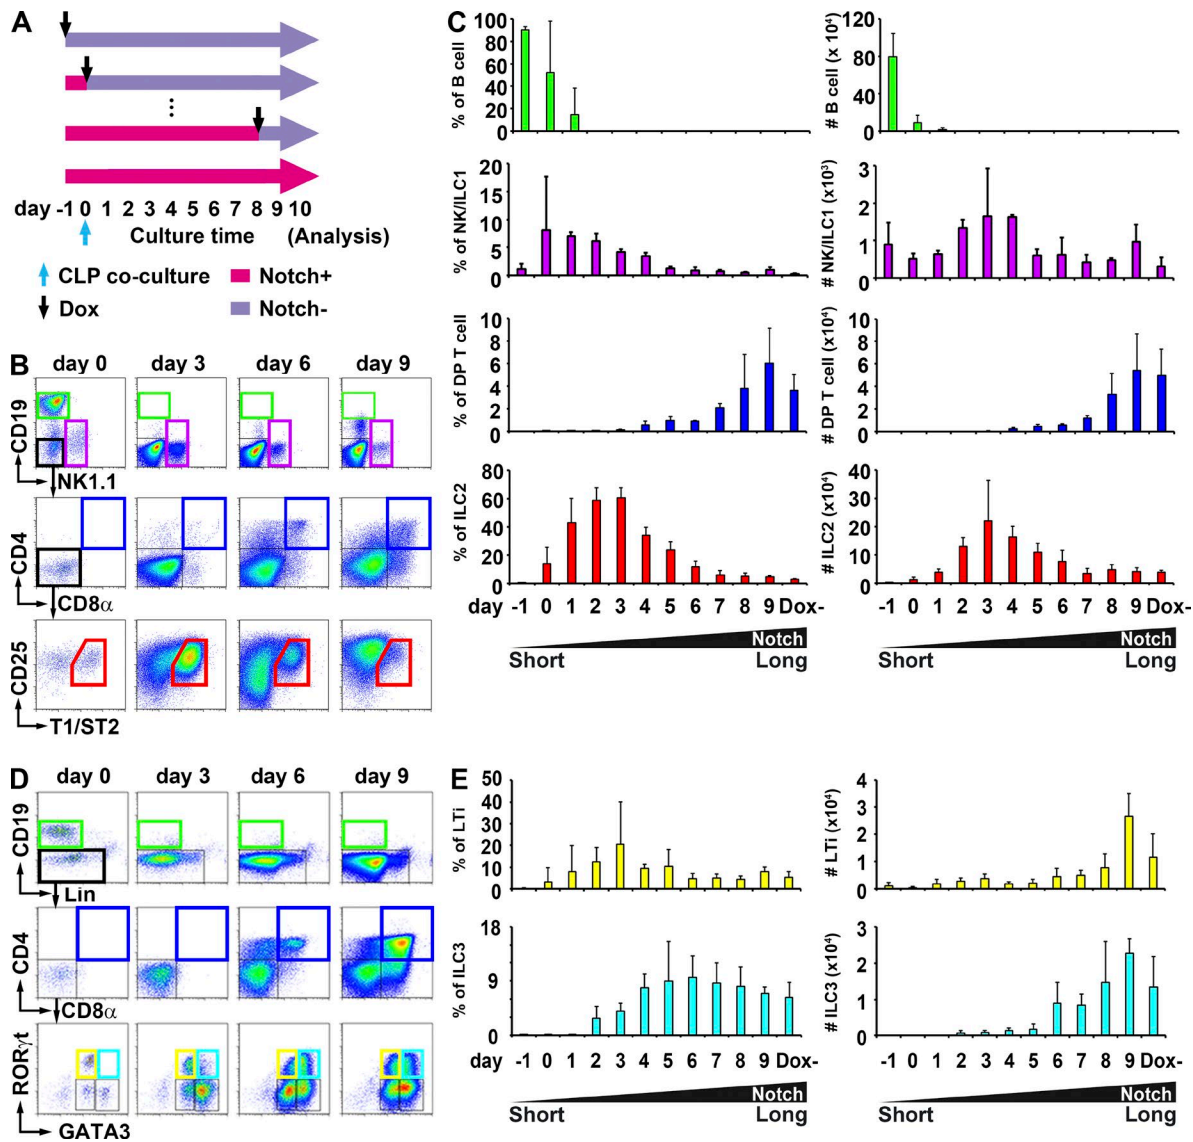 A
day -1 0 1 2 3 4 5 6 7 8 9 10
Culture time (Analysis)
CLP co-culture
Notch+
Dox
Notch-
B
day 0 day 3 day 6 day 9
CD19
NK1.1
CD4
CD8α
CD25
T1/ST2
C
% of B cell
100
80
60
40
20
0
# B cell (x 10⁴)
120
80
40
0
% of NK/ILC1
20
15
10
5
0
# NK/ILC1 (x10³)
3
2
1
0
% of DP T cell
10
8
6
4
2
0
# DP T cell (x10⁴)
10
8
6
4
2
0
% of ILC2
80
60
40
20
0
# ILC2 (x10⁴)
40
30
20
10
0
day -1 0 1 2 3 4 5 6 7 8 9 Dox-
-1 0 1 2 3 4 5 6 7 8 9 Dox-
Notch
Short Long
Notch
Short Long
D
day 0 day 3 day 6 day 9
CD19
Lin
CD4
CD8α
RORγt
GATA3
E
% of LTi
50
40
30
20
10
0
# LTi (x10⁴)
4
3
2
1
0
% of ILC3
18
9
0
# ILC3 (x10⁴)
3
2
1
0
day -1 0 1 2 3 4 5 6 7 8 9 Dox-
-1 0 1 2 3 4 5 6 7 8 9 Dox-
Notch
Short Long
Notch
Short Long